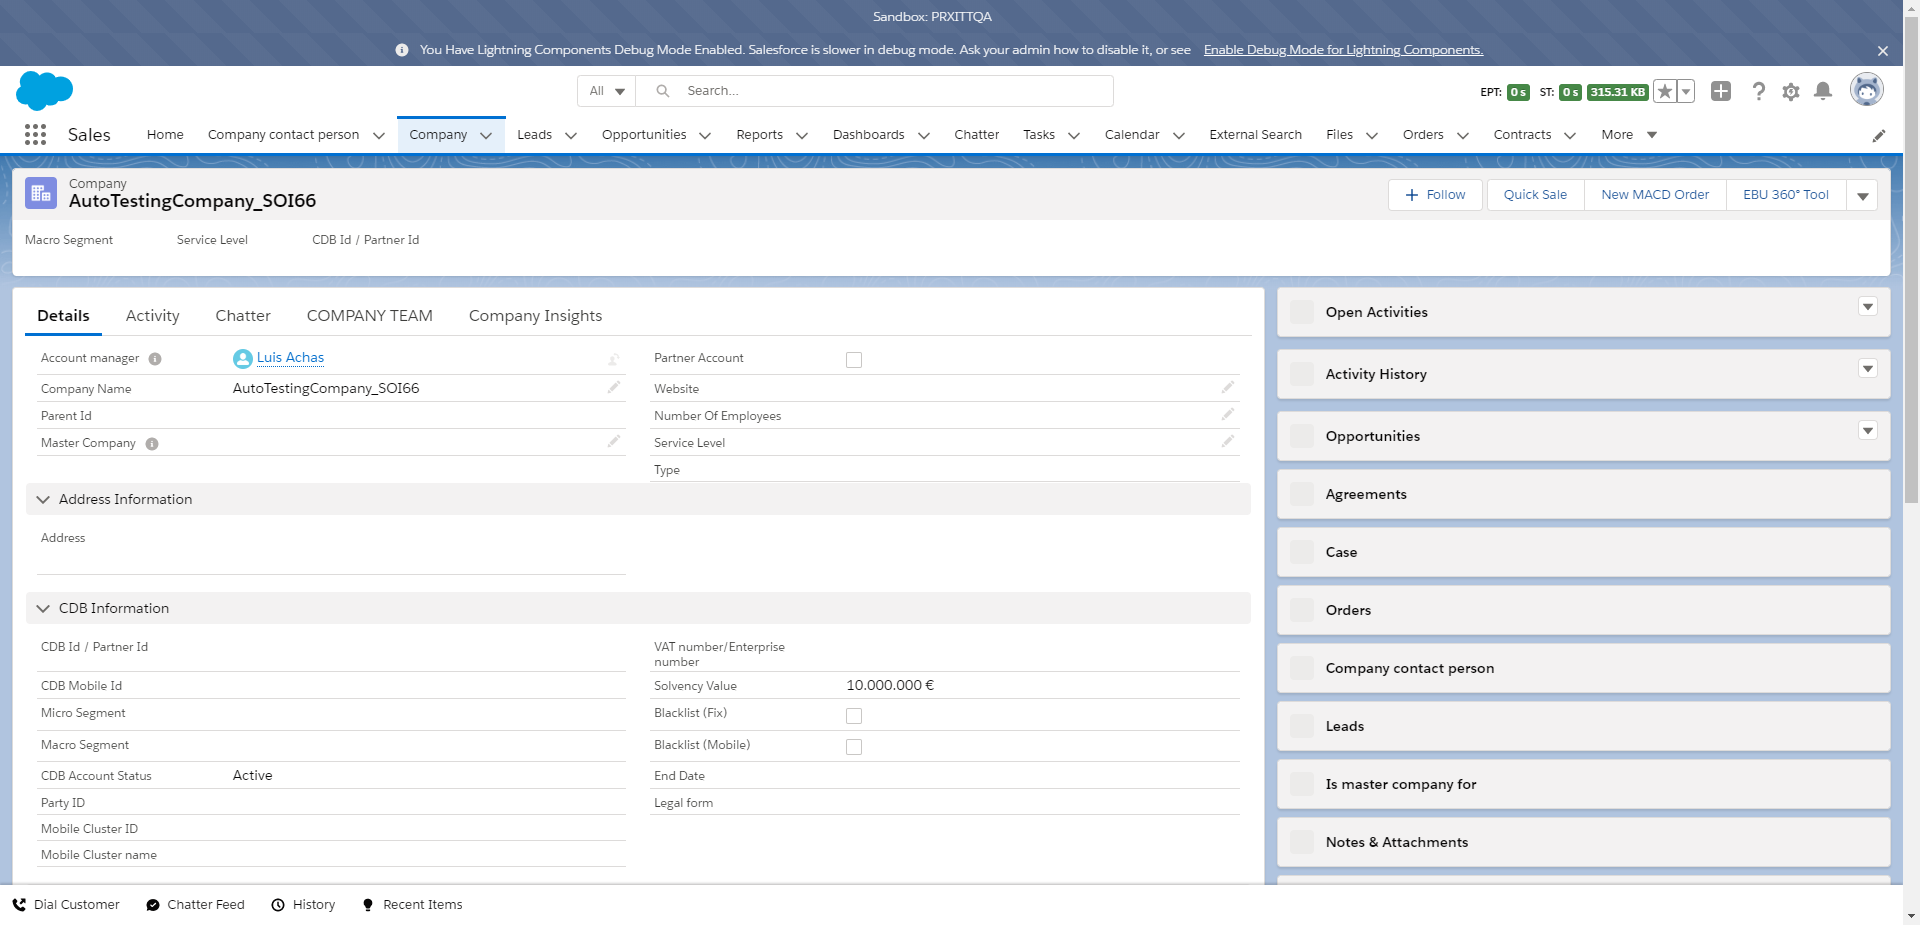 Sandbox: PRXITTQA
You Have Lightning Components Debug Mode Enabled. Salesforce is slower in debug mode. Ask your admin how to disable it, or see Enable Debug Mode for Lightning Components.
All Search...
EPT: 0 s ST: 0 s 315.31 KB
Sales Home Company contact person Company Leads Opportunities Reports Dashboards Chatter Tasks Calendar External Search Files Orders Contracts More
Company
AutoTestingCompany_SOI66
+ Follow Quick Sale New MACD Order EBU 360° Tool
Macro Segment Service Level CDB Id / Partner Id
Details Activity Chatter COMPANY TEAM Company Insights
Account manager Luis Achas
Company Name AutoTestingCompany_SOI66
Parent Id
Master Company
Partner Account
Website
Number Of Employees
Service Level
Type
Address Information
Address
CDB Information
CDB Id / Partner Id
CDB Mobile Id
Micro Segment
Macro Segment
CDB Account Status Active
Party ID
Mobile Cluster ID
Mobile Cluster name
VAT number/Enterprise
number
Solvency Value 10.000.000 €
Blacklist (Fix)
Blacklist (Mobile)
End Date
Legal form
Open Activities
Activity History
Opportunities
Agreements
Case
Orders
Company contact person
Leads
Is master company for
Notes & Attachments
Dial Customer Chatter Feed History Recent Items